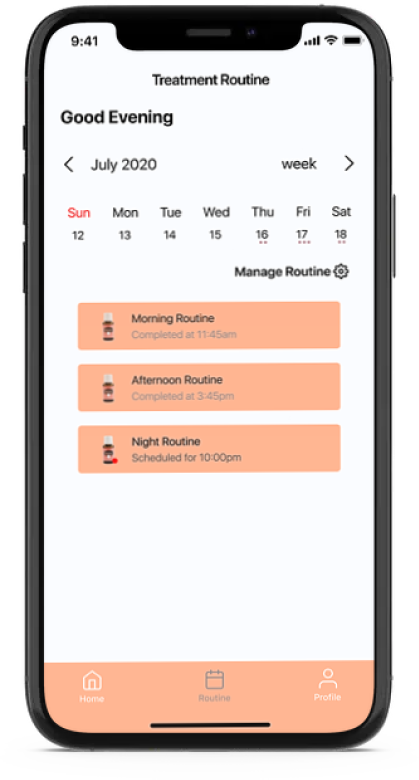 9:41
Treatment Routine
Good Evening
July 2020 week
Sun Mon Tue Wed Thu Fri Sat
12 13 14 15 16 17 18
Manage Routine
Morning Routine
Completed at 11:45am
Afternoon Routine
Completed at 3:45pm
Night Routine
Scheduled for 10:00pm
Home Routine Profile